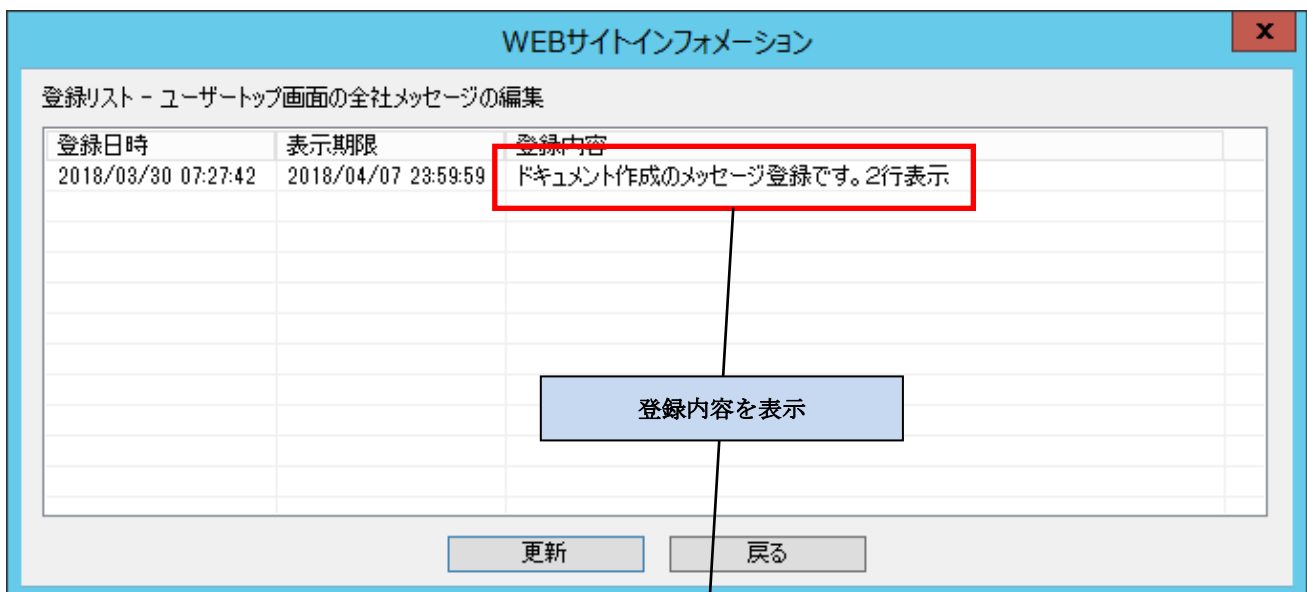 WEBサイトインフォメーション
x
登録リスト - ユーザートップ画面の全社メッセージの編集
登録日時 表示期限 登録内容
2018/03/30 07:27:42 2018/04/07 23:59:59 ドキュメント作成のメッセージ登録です。2行表示
登録内容を表示
更新 戻る